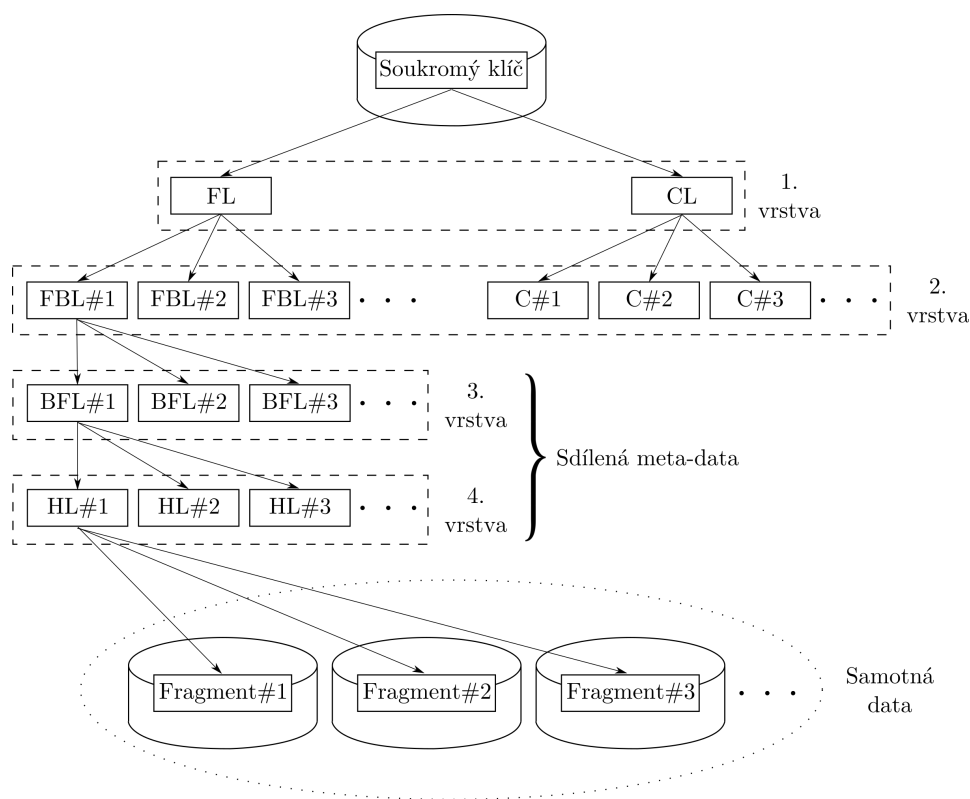 Soukromý klíč
FL
CL
1.
vrstva
FBL#1
FBL#2
FBL#3
. . .
C#1
C#2
C#3
. . .
2.
vrstva
BFL#1
BFL#2
BFL#3
. . .
3.
vrstva
Sdílená meta-data
HL#1
HL#2
HL#3
. . .
4.
vrstva
Fragment#1
Fragment#2
Fragment#3
. . .
Samotná
data